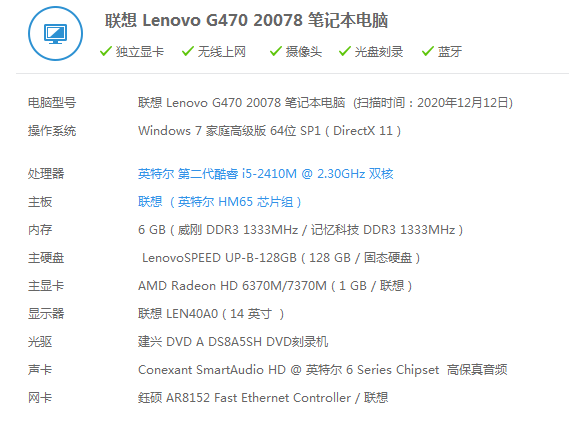 联想 Lenovo G470 20078 笔记本电脑
独立显卡 无线上网 摄像头 光盘刻录 蓝牙
电脑型号 联想 Lenovo G470 20078 笔记本电脑 (扫描时间：2020年12月12日)
操作系统 Windows 7 家庭高级版 64位 SP1 ( DirectX 11 )
处理器 英特尔 第二代酷睿 i5-2410M @ 2.30GHz 双核
主板 联想 ( 英特尔 HM65 芯片组 )
内存 6 GB ( 威刚 DDR3 1333MHz / 记忆科技 DDR3 1333MHz )
主硬盘 LenovoSPEED UP-B-128GB ( 128 GB / 固态硬盘 )
主显卡 AMD Radeon HD 6370M/7370M ( 1 GB / 联想 )
显示器 联想 LEN40A0 ( 14 英寸 )
光驱 建兴 DVD A DS8A5SH DVD刻录机
声卡 Conexant SmartAudio HD @ 英特尔 6 Series Chipset 高保真音频
网卡 鈺硕 AR8152 Fast Ethernet Controller / 联想